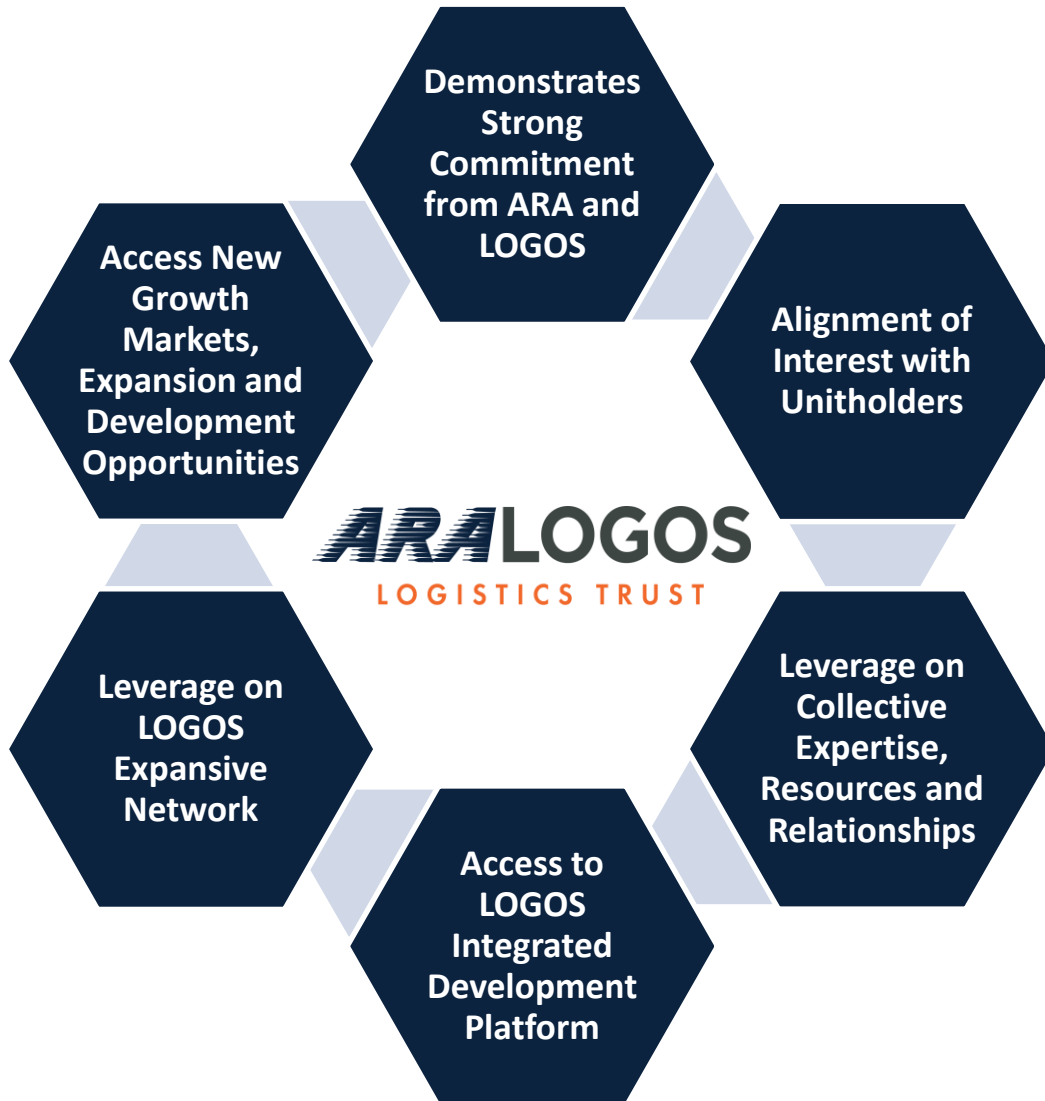 Demonstrates
Strong
Commitment
from ARA and
LOGOS
Alignment of
Interest with
Unitholders
Leverage on
Collective
Expertise,
Resources and
Relationships
Access to
LOGOS
Integrated
Development
Platform
Leverage on
LOGOS
Expansive
Network
Access New
Growth
Markets,
Expansion and
Development
Opportunities
ARA LOGOS
LOGISTICS TRUST